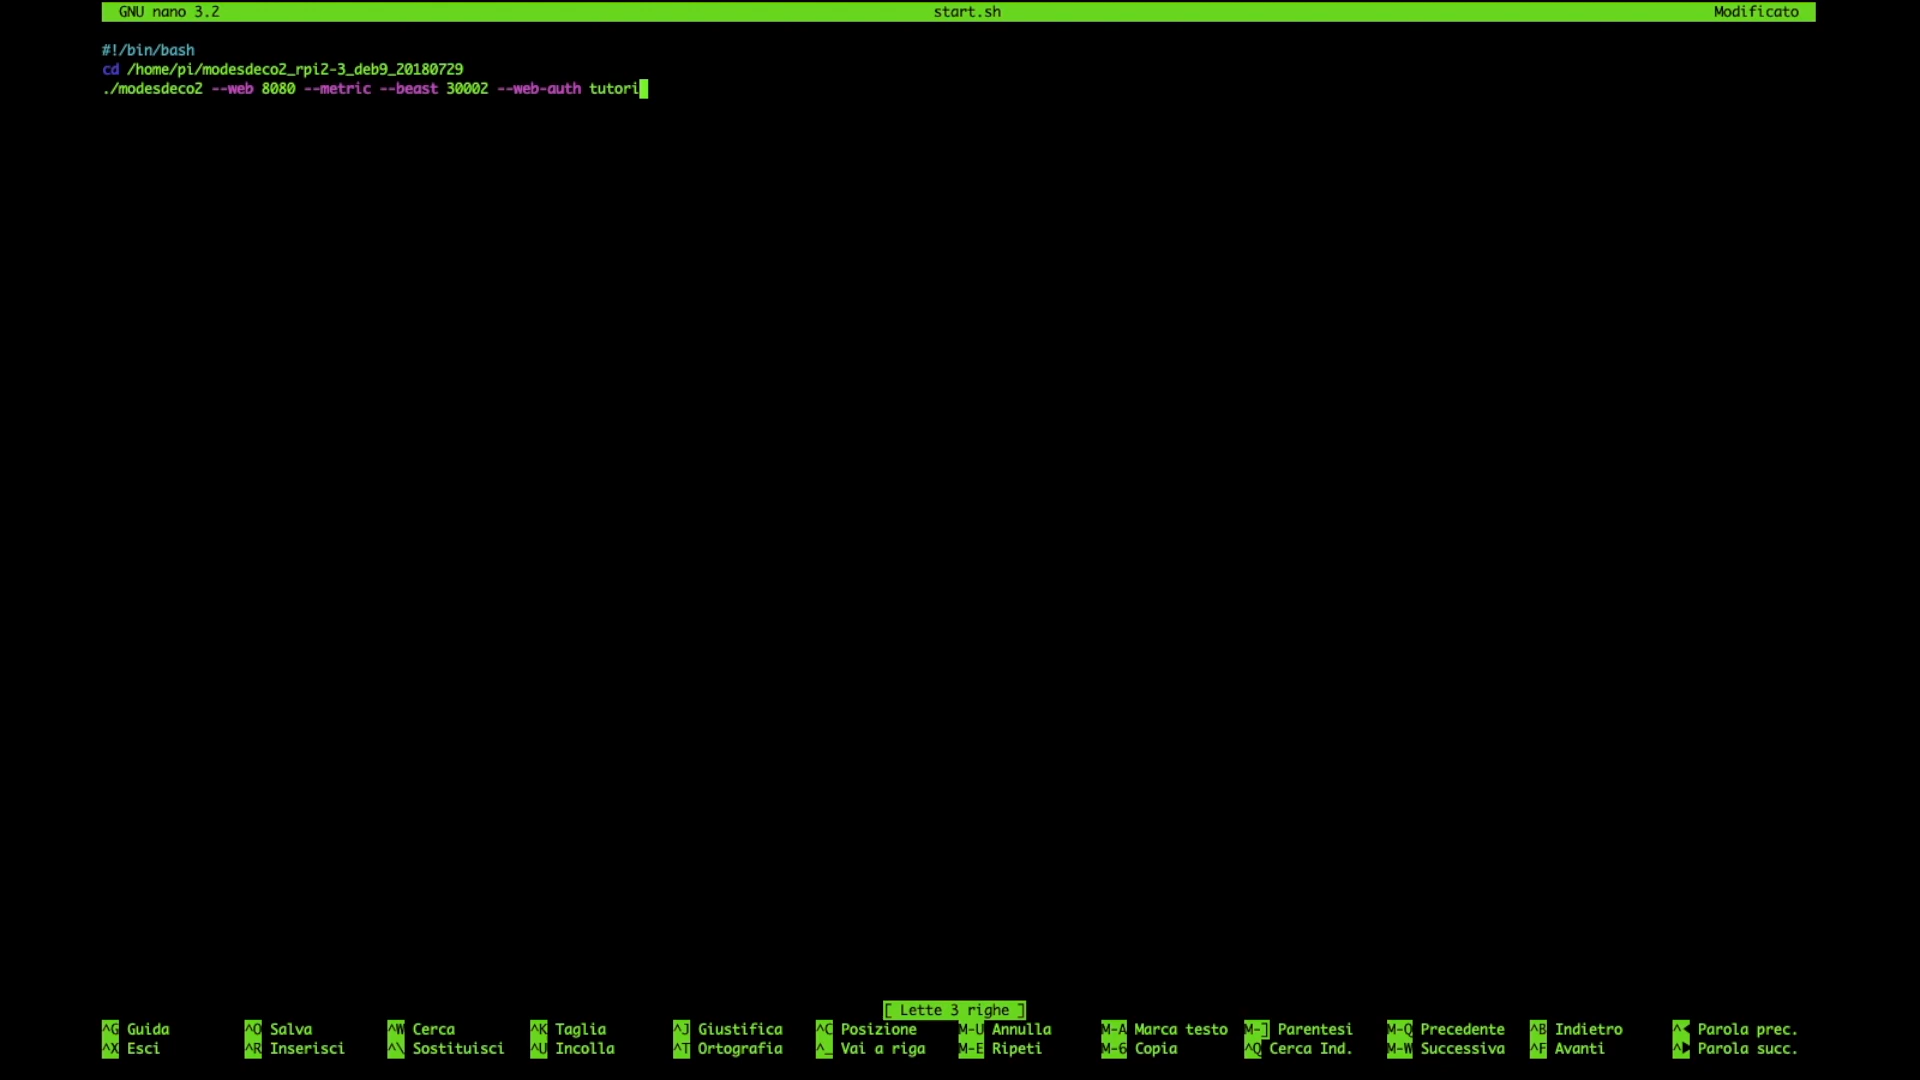 GNU nano 3.2 start.sh Modificato
#!/bin/bash
cd /home/pi/modesdeco2_rpi2-3_deb9_20180729
./modesdeco2 --web 8080 --metric --beast 30002 --web-auth tutori
[ Lette 3 righe ]
^G Guida ^O Salva ^W Cerca ^K Taglia ^J Giustifica ^C Posizione M-U Annulla M-A Marca testo M-] Parentesi M-Q Precedente ^B Indietro ^◀ Parola prec.
^X Esci ^R Inserisci ^\ Sostituisci ^U Incolla ^T Ortografia ^_ Vai a riga M-E Ripeti M-6 Copia ^Q Cerca Ind. M-W Successiva ^F Avanti ^▶ Parola succ.